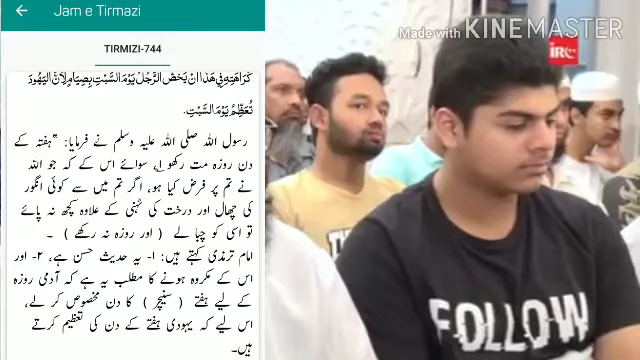 Jam e Tirmazi
TIRMIZI-744
كَرَاهَتِهِ فِي هَذَا أَنْ يَخُصَّ الرَّجُلُ يَوْمَ السَّبْتِ بِصِيَامٍ لِأَنَّ الْيَهُودَ
تُعَظِّمُ يَوْمَ السَّبْتِ.
رسول اللہ صلی اللہ علیہ وسلم نے فرمایا: ”ہفتہ کے
دن روزہ مت رکھو ۱؎، سوائے اس کے کہ جو اللہ
نے تم پر فرض کیا ہو، اگر تم میں سے کوئی انگور
کی چھال اور درخت کی ٹہنی کے علاوہ کچھ نہ پائے
تو اسی کو چبا لے ( اور روزہ نہ رکھے ) ۔
امام ترمذی کہتے ہیں: ۱- یہ حدیث حسن ہے، ۲- اور
اس کے مکروہ ہونے کا مطلب یہ ہے کہ آدمی روزہ
کے لیے ہفتے ( سنیچر ) کا دن مخصوص کر لے،
اس لیے کہ یہودی ہفتے کے دن کی تعظیم کرتے
ہیں۔
Made with KINEMASTER
iRC
FOLLOW